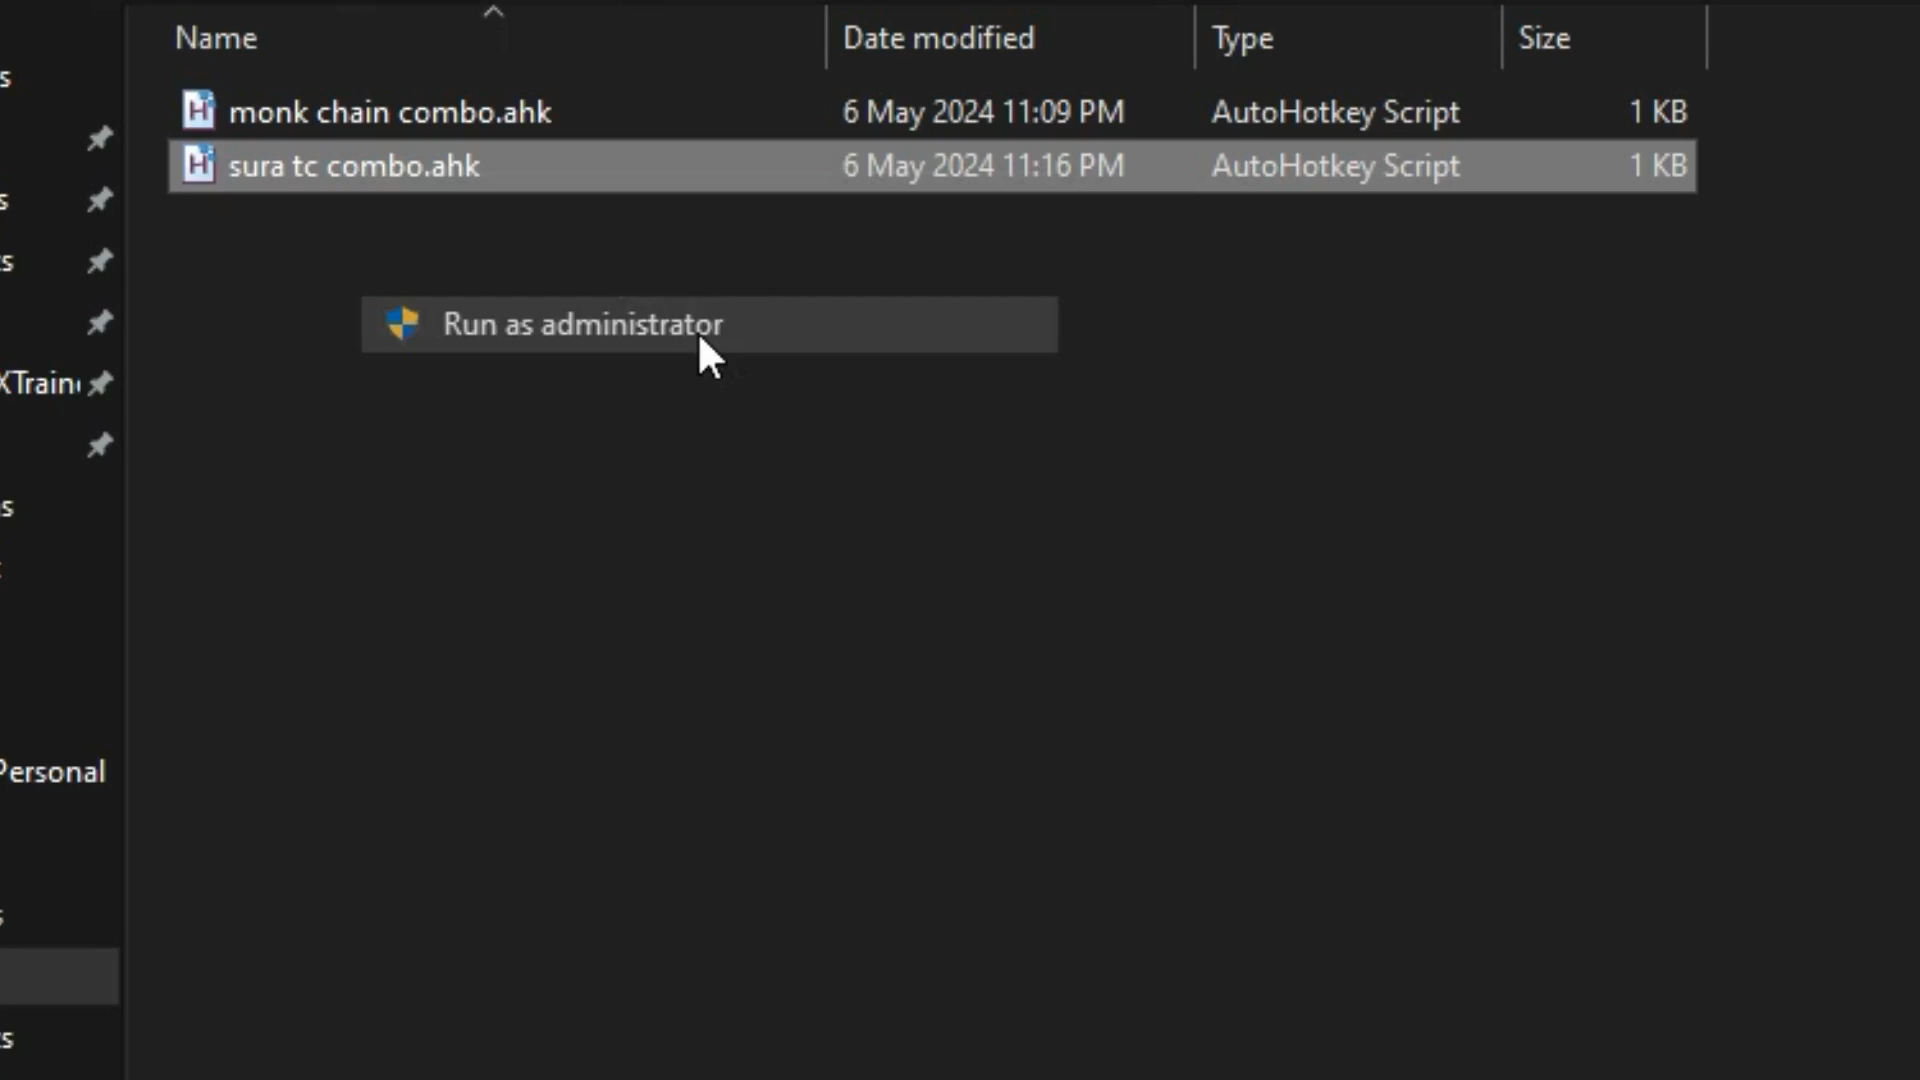 Name Date modified Type Size
monk chain combo.ahk 6 May 2024 11:09 PM AutoHotkey Script 1 KB
sura tc combo.ahk 6 May 2024 11:16 PM AutoHotkey Script 1 KB
Run as administrator
Personal